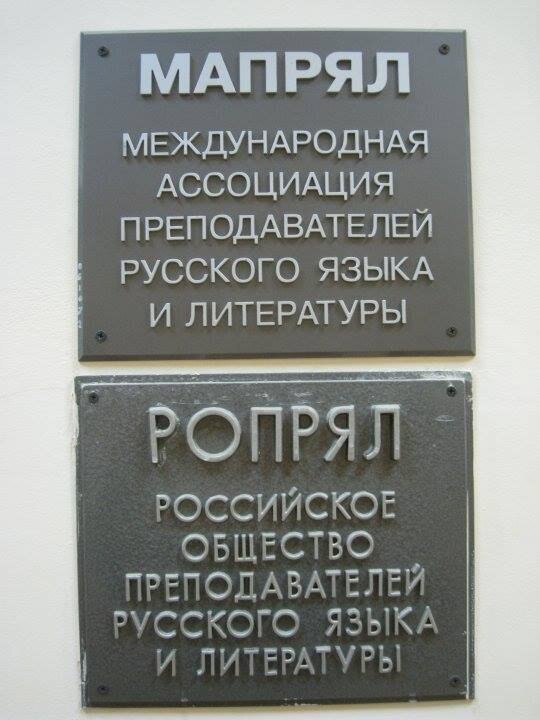 МАПРЯЛ
МЕЖДУНАРОДНАЯ
АССОЦИАЦИЯ
ПРЕПОДАВАТЕЛЕЙ
РУССКОГО ЯЗЫКА
И ЛИТЕРАТУРЫ
РОПРЯЛ
РОССИЙСКОЕ
ОБЩЕСТВО
ПРЕПОДАВАТЕЛЕЙ
РУССКОГО ЯЗЫКА
И ЛИТЕРАТУРЫ